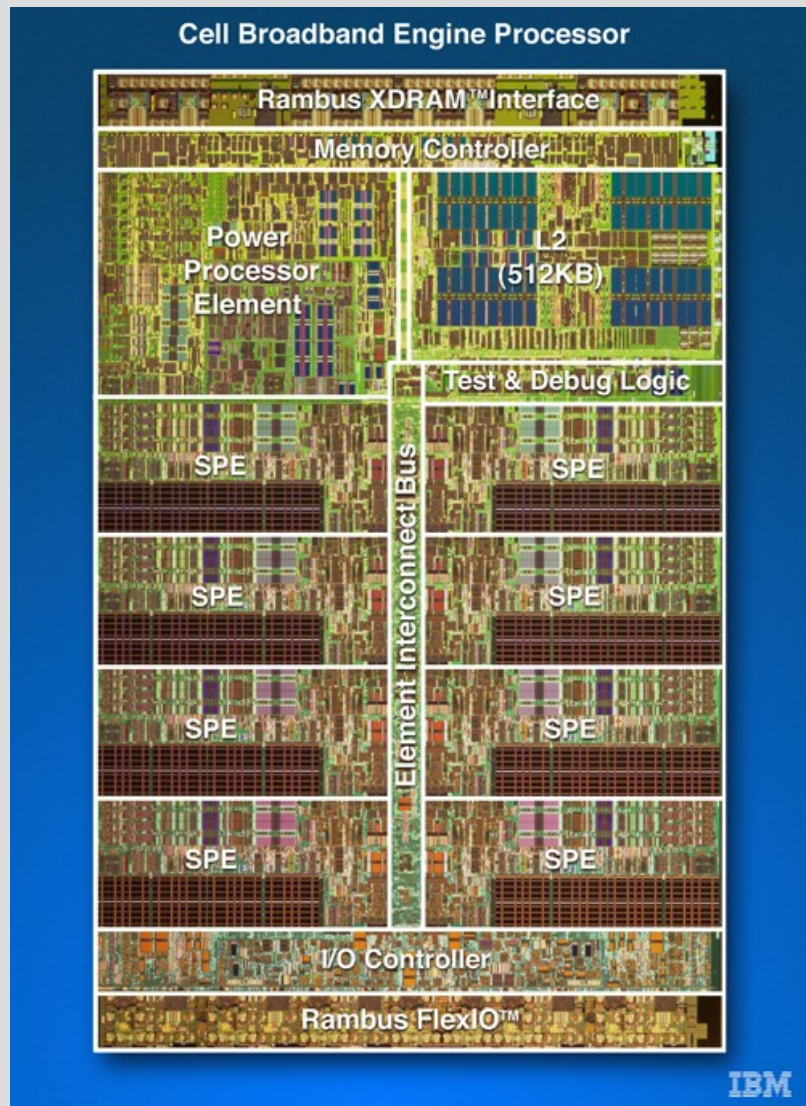 Cell Broadband Engine Processor
Rambus XDRAM™Interface
Memory Controller
Power
Processor
Element
L2
(512KB)
Test & Debug Logic
Element Interconnect Bus
SPE
SPE
SPE
SPE
SPE
SPE
SPE
SPE
I/O Controller
Rambus FlexIO™
IBM